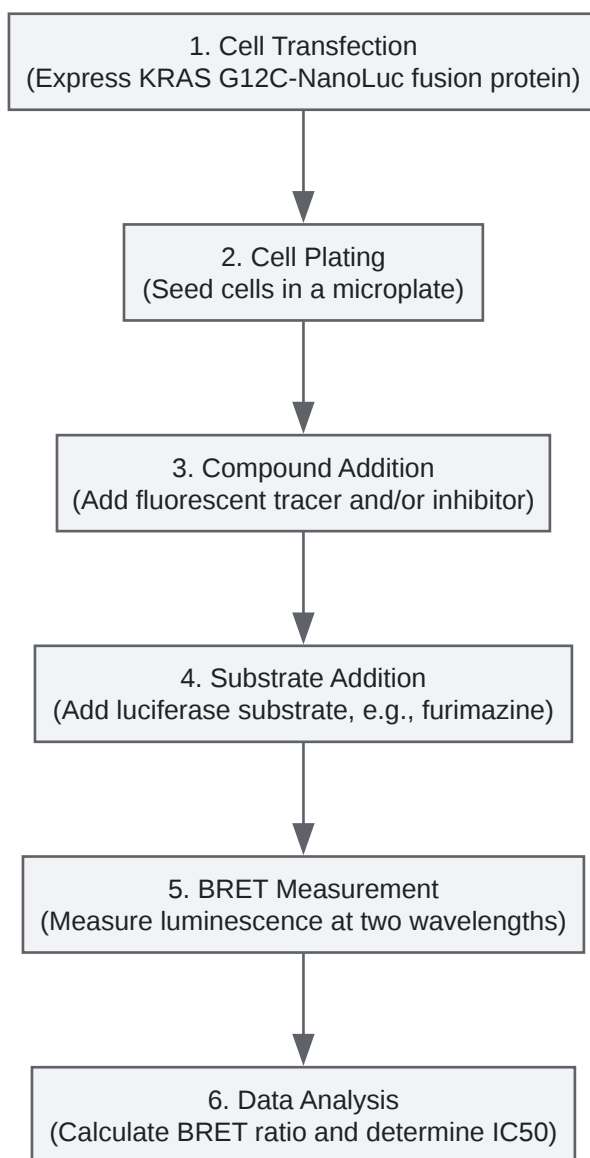 1. Cell Transfection
(Express KRAS G12C-NanoLuc fusion protein)
2. Cell Plating
(Seed cells in a microplate)
3. Compound Addition
(Add fluorescent tracer and/or inhibitor)
4. Substrate Addition
(Add luciferase substrate, e.g., furimazine)
5. BRET Measurement
(Measure luminescence at two wavelengths)
6. Data Analysis
(Calculate BRET ratio and determine IC50)